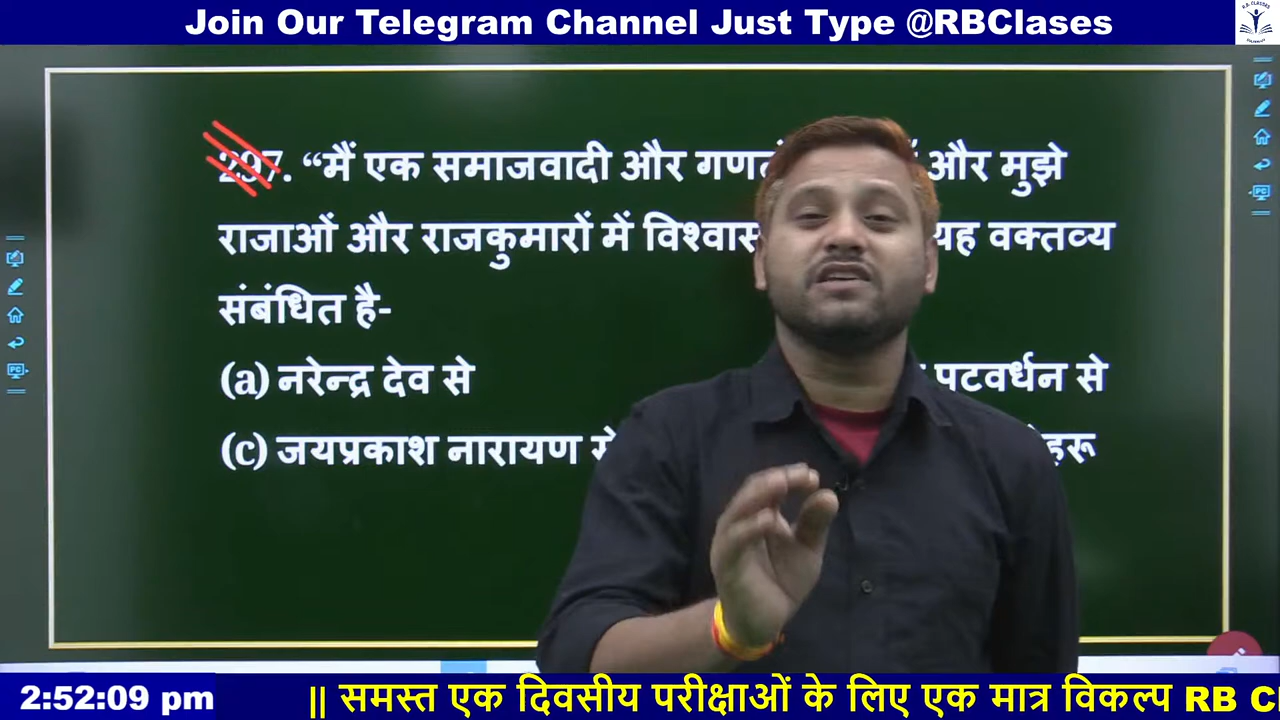 Join Our Telegram Channel Just Type @RBClases
297. “मैं एक समाजवादी और और मुझे
राजाओं और राजकुमारों में विश्वास यह वक्तव्य
संबंधित है-
(a) नरेन्द्र देव से पटवर्धन से
(c) जयप्रकाश नारायण से
2:52:09 pm || समस्त एक दिवसीय परीक्षाओं के लिए एक मात्र विकल्प RB